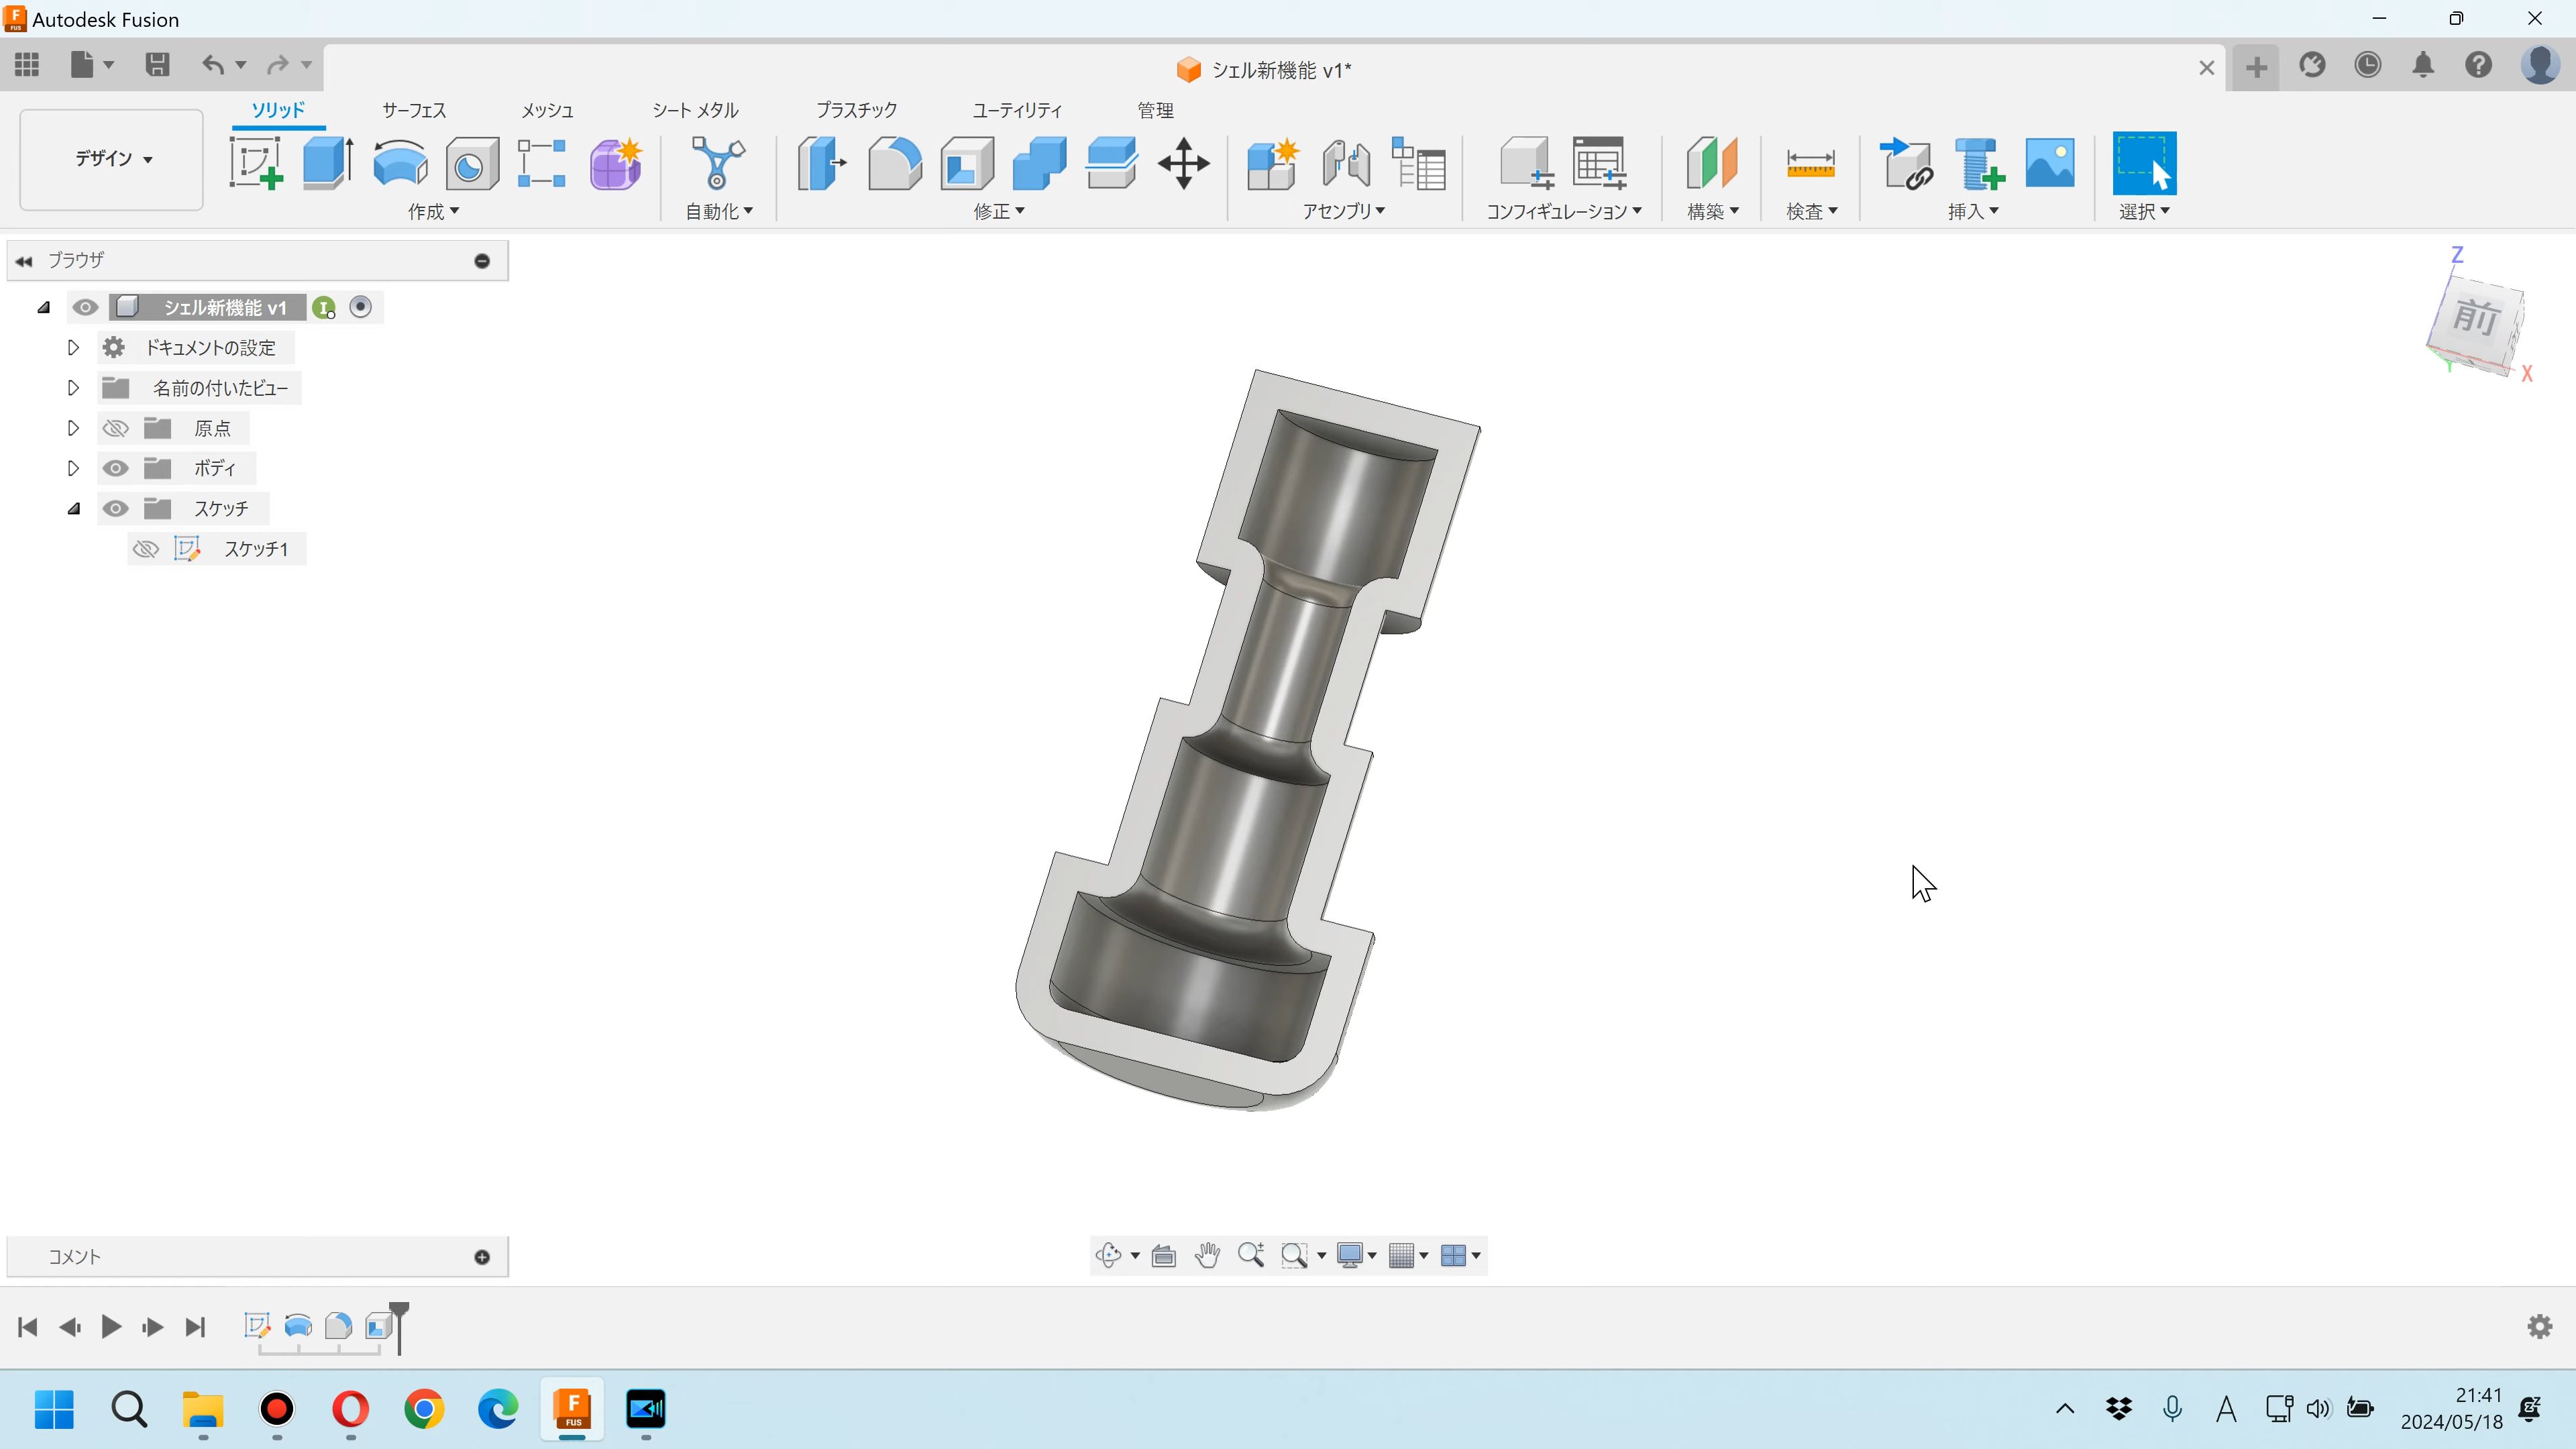 Autodesk Fusion
シェル新機能 v1*
デザイン
ソリッド
サーフェス
メッシュ
シート メタル
プラスチック
ユーティリティ
管理
作成
自動化
修正
アセンブリ
コンフィギュレーション
構築
検査
挿入
選択
ブラウザ
シェル新機能 v1
ドキュメントの設定
名前の付いたビュー
原点
ボディ
スケッチ
スケッチ1
Z
前
Y
X
コメント
F
FUS
A
21:41
2024/05/18